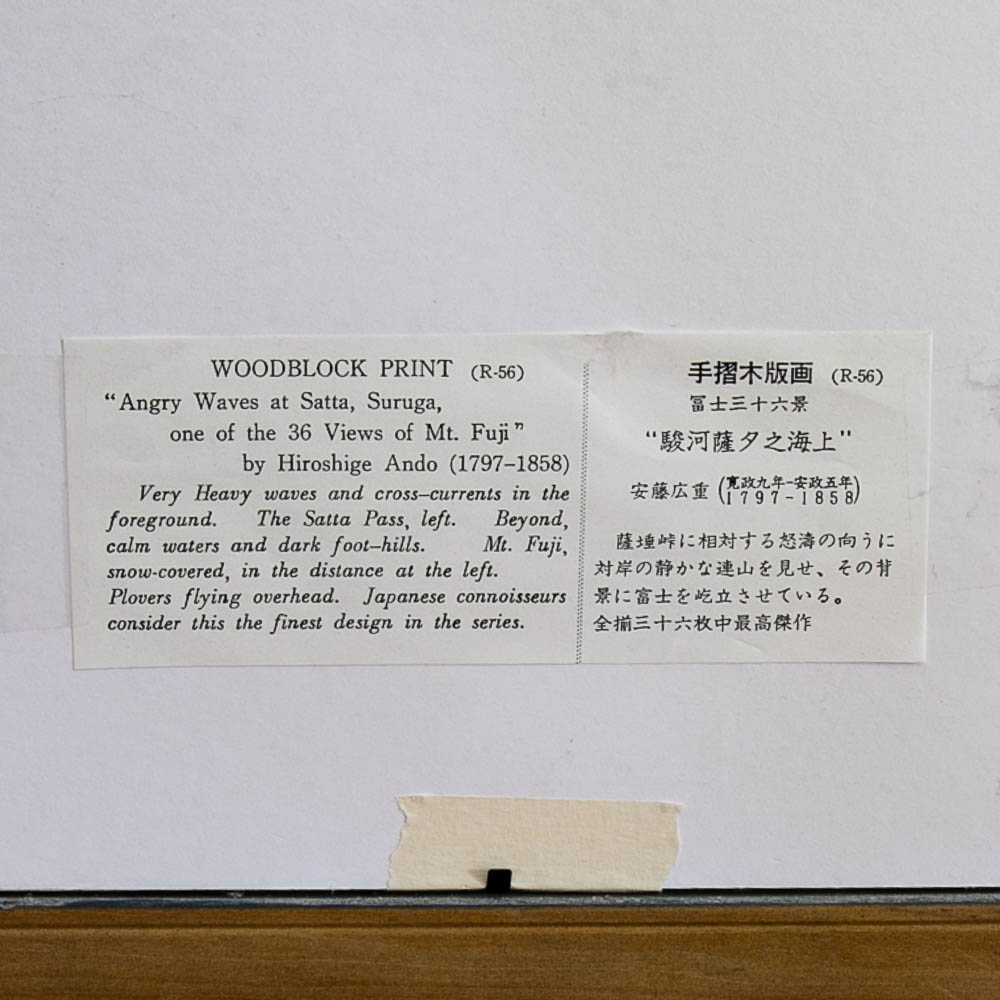 WOODBLOCK PRINT (R-56)
“Angry Waves at Satta, Suruga,
one of the 36 Views of Mt. Fuji”
by Hiroshige Ando (1797–1858)
Very Heavy waves and cross–currents in the
foreground. The Satta Pass, left. Beyond,
calm waters and dark foot–hills. Mt. Fuji,
snow-covered, in the distance at the left.
Plovers flying overhead. Japanese connoisseurs
consider this the finest design in the series.
手摺木版画 (R-56)
冨士三十六景
“駿河薩夕之海上”
安藤広重 (寛政九年-安政五年
1797-1858)
薩埵峠に相対する怒濤の向うに
対岸の静かな連山を見せ、その背
景に富士を屹立させている。
全揃三十六枚中最高傑作